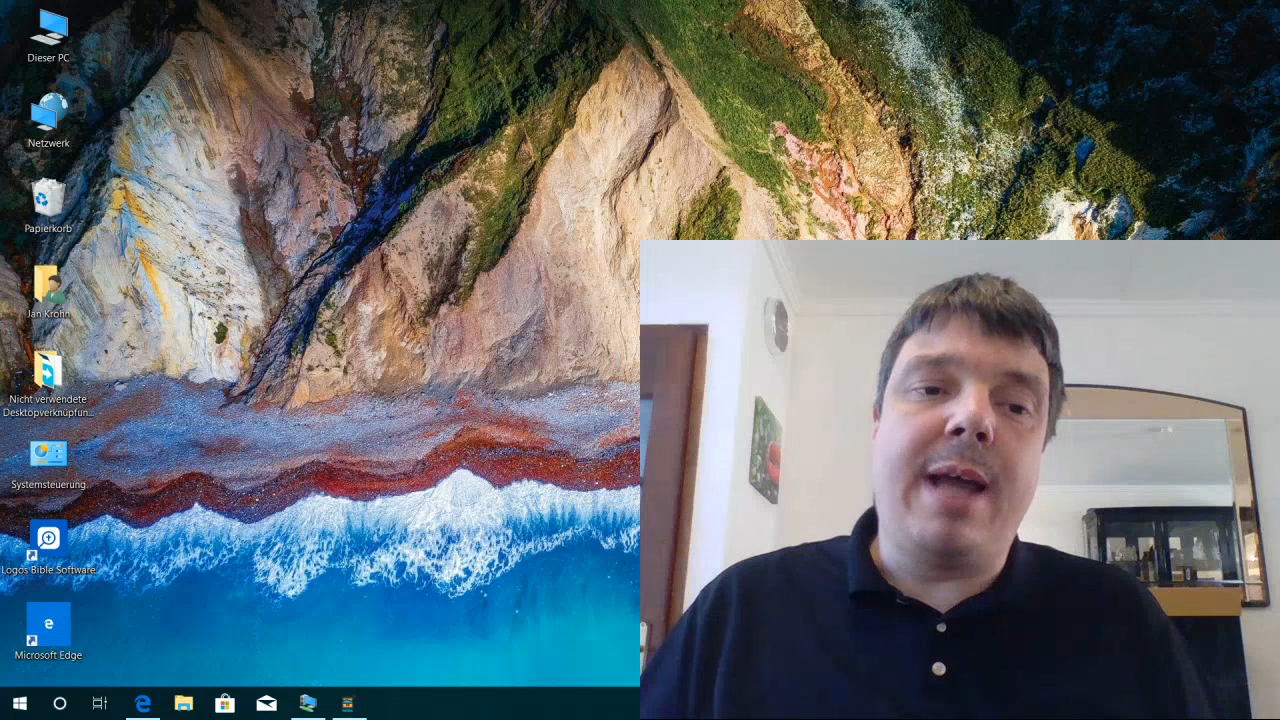 Dieser PC
Netzwerk
Papierkorb
Jan Krohn
Nicht verwendete
Desktopverknüpfun...
Systemsteuerung
Logos Bible Software
Microsoft Edge